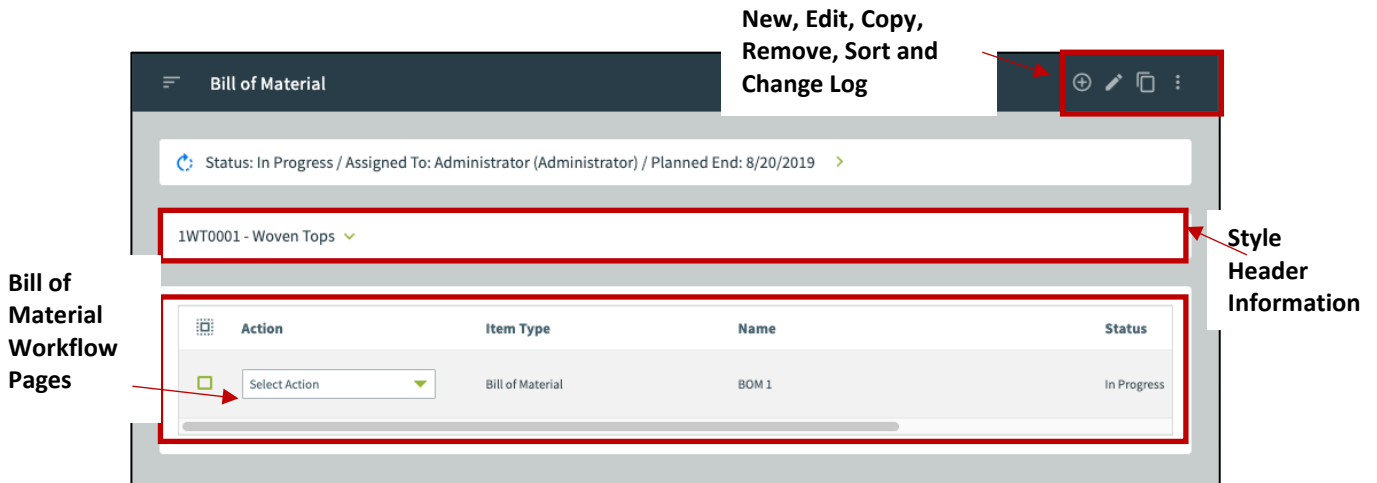 New, Edit, Copy,
Remove, Sort and
Change Log
Bill of Material
Status: In Progress / Assigned To: Administrator (Administrator) / Planned End: 8/20/2019
1WT0001 - Woven Tops
Style
Header
Information
Bill of
Material
Workflow
Pages
Action Item Type Name Status
Select Action Bill of Material BOM 1 In Progress